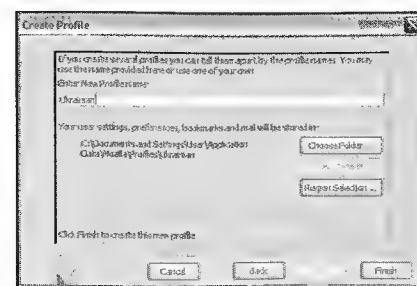 Create Profile
If you create several profiles you can tell them apart by the profile names. You may
use the name provided here or use one of your own
Enter New Profile name:
Librarian
Your user settings, preferences, bookmarks and mail will be stored in:
C:\Documents and Settings\User\Application
Data\Mozilla\Profiles\Librarian
Choose Folder
Region Selection ...
Click Finish to create this new profile
Cancel
Back
Finish